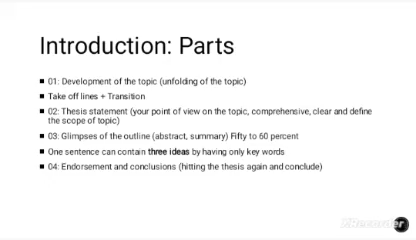 Introduction: Parts
01: Development of the topic (unfolding of the topic)
Take off lines + Transition
02: Thesis statement (your point of view on the topic, comprehensive, clear and define
the scope of topic)
03: Glimpses of the outline (abstract, summary) Fifty to 60 percent
One sentence can contain three ideas by having only key words
04: Endorsement and conclusions (hitting the thesis again and conclude)
XRecorder